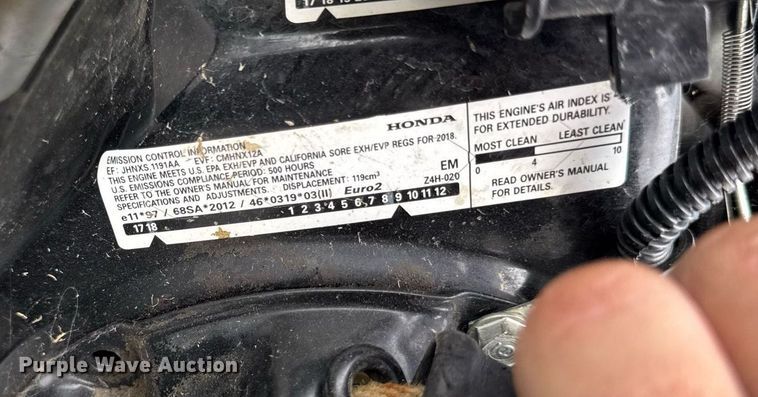 17 18 19 20
HONDA
EMISSION CONTROL INFORMATION
EF: JHNXS.1191AA EVF: CMHNX12A
THIS ENGINE MEETS U.S. EPA EXH/EVP AND CALIFORNIA SORE EXH/EVP REGS FOR 2018.
U.S. EMISSIONS COMPLIANCE PERIOD: 500 HOURS
REFER TO THE OWNER'S MANUAL FOR MAINTENANCE EM
SPECIFICATIONS AND ADJUSTMENTS. DISPLACEMENT: 119cm³ Z4H-020
e11*97 / 68SA*2012 / 46*0319*03(II) Euro2
17 18 1 2 3 4 5 6 7 8 9 10 11 12
THIS ENGINE'S AIR INDEX IS
FOR EXTENDED DURABILITY.
MOST CLEAN LEAST CLEAN
0 4 10
READ OWNER'S MANUAL
FOR DETAILS.
Purple Wave Auction